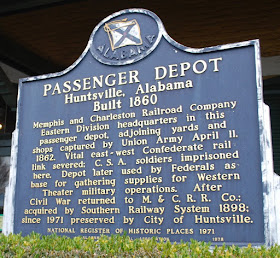 ALABAMA
PASSENGER DEPOT
Huntsville, Alabama
Built 1860
Memphis and Charleston Railroad Company
Eastern Division headquarters in this
passenger depot, adjoining yards and
shops captured by Union Army April 11,
1862. Vital east-west Confederate rail
link severed; C.S.A. soldiers imprisoned
here. Depot later used by Federals as
base for gathering supplies for Western
Theater military operations. After
Civil War returned to M. & C. R.R. Co.;
acquired by Southern Railway System 1898;
since 1971 preserved by City of Huntsville.
NATIONAL REGISTER OF HISTORIC PLACES 1971